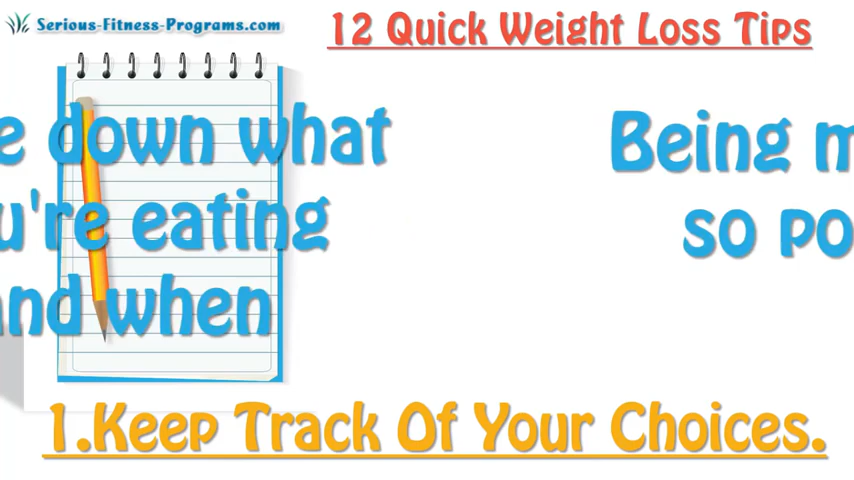 Serious-Fitness-Programs.com
12 Quick Weight Loss Tips
e down what
u're eating
and when
Being m
so po
1.Keep Track Of Your Choices.